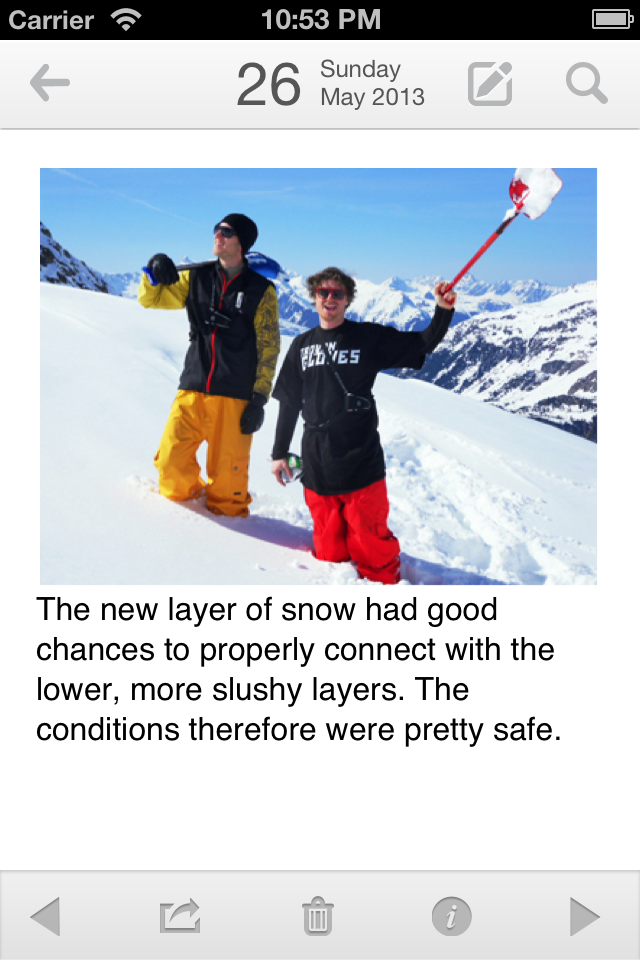 Carrier 10:53 PM
26 Sunday
May 2013
GLOVES
The new layer of snow had good
chances to properly connect with the
lower, more slushy layers. The
conditions therefore were pretty safe.